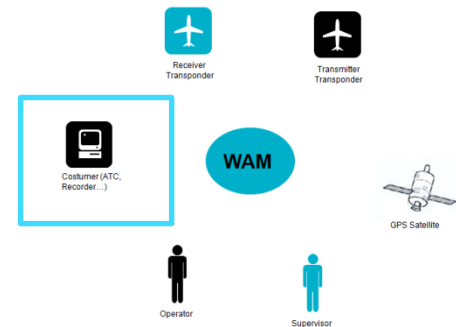 Receiver
Transponder
Transmitter
Transponder
WAM
Costumer(ATC,
Recorder...)
GPS Satellite
Operator
Supervisor